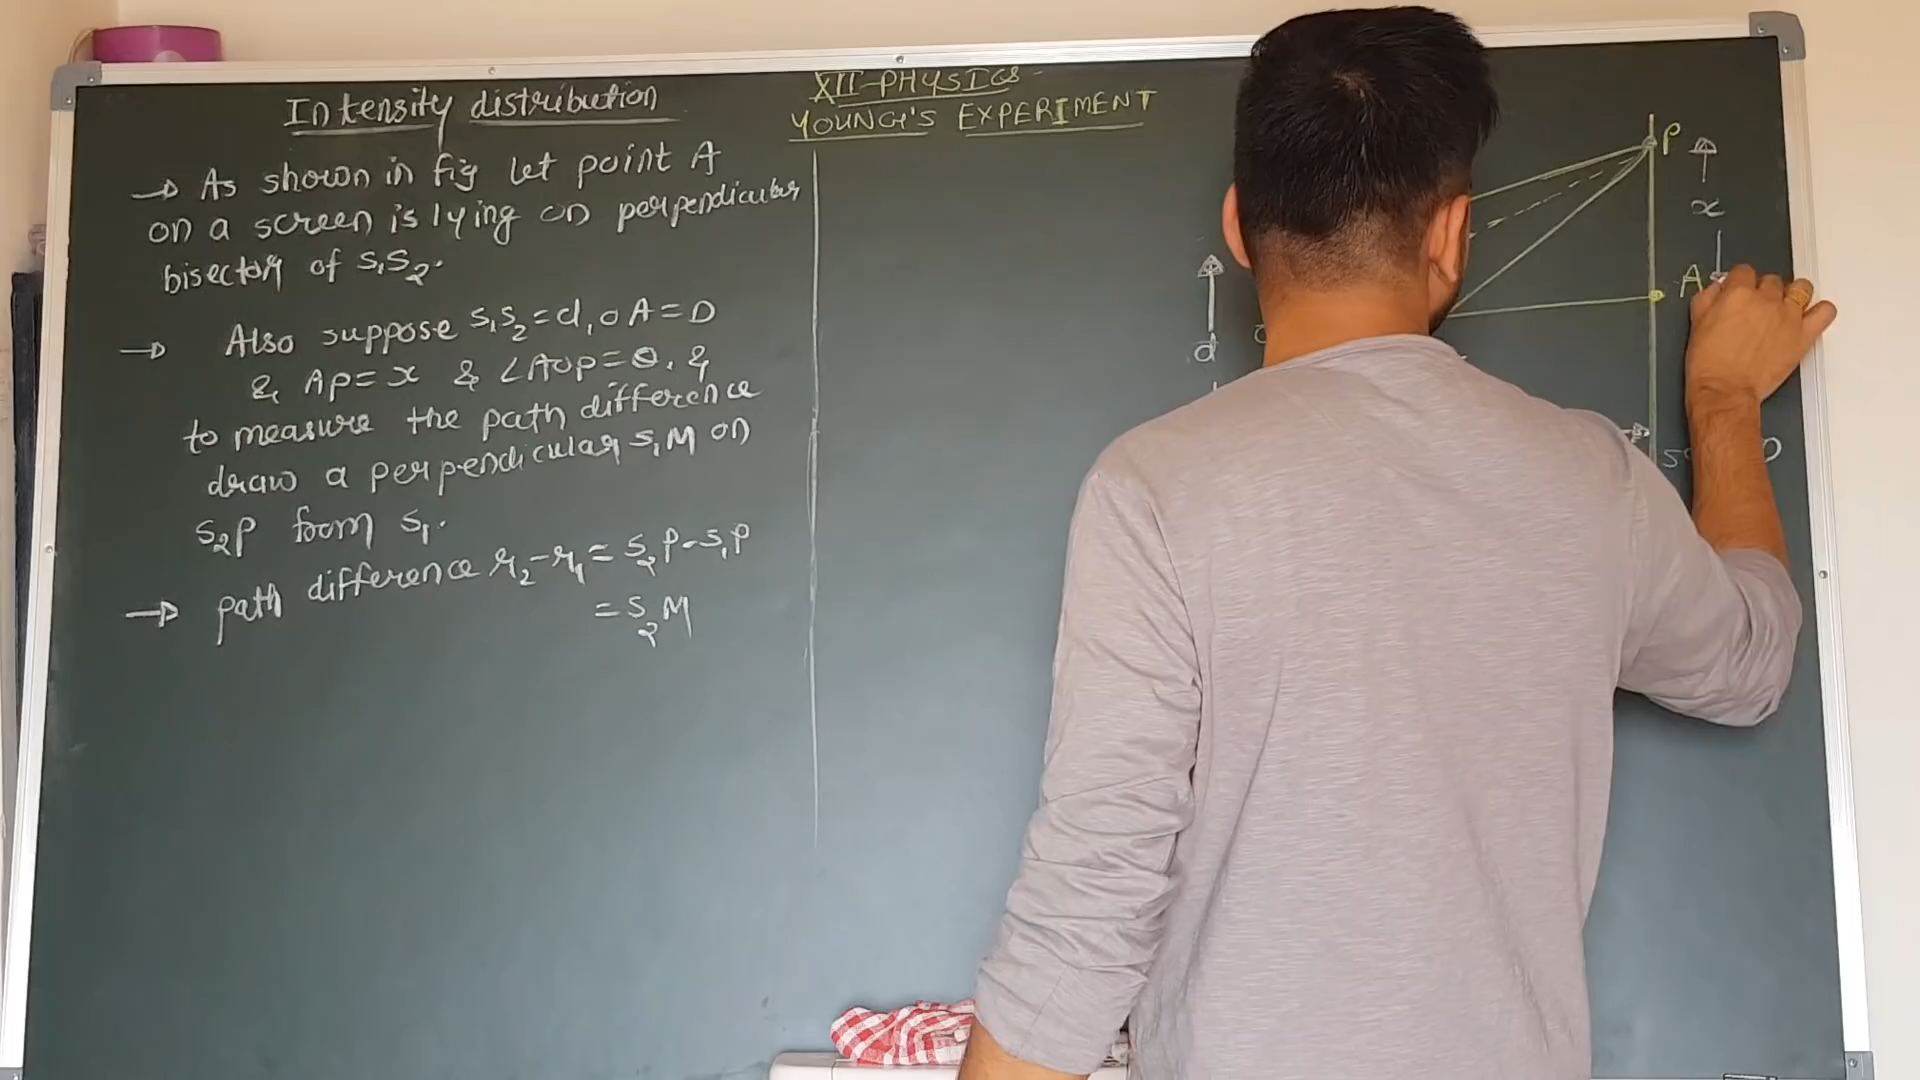 Intensity distribution
XII-PHYSICS
YOUNG'S EXPERIMENT
→ As shown in fig let point A
on a screen is lying on perpendicular
bisector of S₁S₂.
→ Also suppose S₁S₂=d, OA=D
& AP=x & ∠AOP=θ. &
to measure the path difference
draw a perpendicular S₁M on
S₂P from S₁.
→ path difference r₂-r₁ = S₂P-S₁P
= S₂M
P
x
A
d